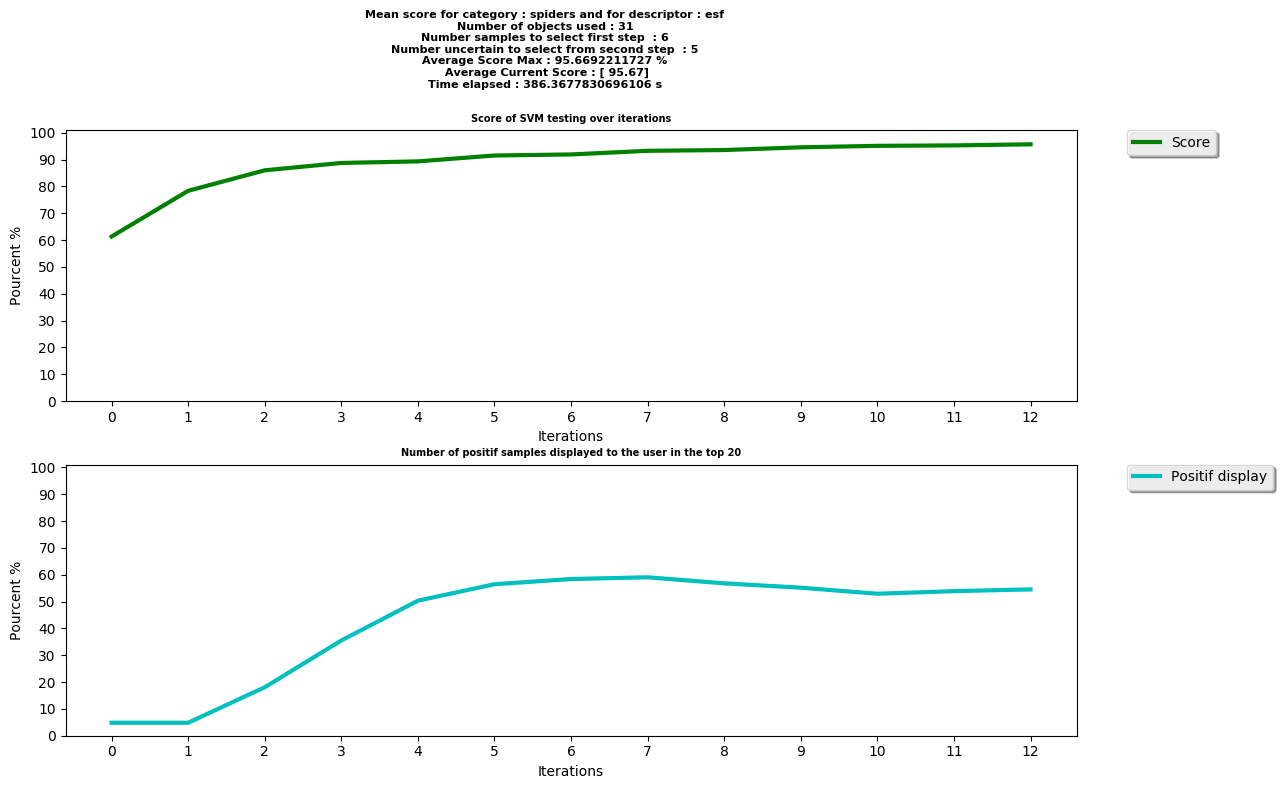 Mean score for category : spiders and for descriptor : esf
Number of objects used : 31
Number samples to select first step  : 6
Number uncertain to select from second step  : 5
Average Score Max : 95.6692211727 %
Average Current Score : [ 95.67]
Time elapsed : 386.3677830696106 s
Score of SVM testing over iterations
100
90
80
70
60
50
40
30
20
10
0
Pourcent %
0 1 2 3 4 5 6 7 8 9 10 11 12
Iterations
Score
Number of positif samples displayed to the user in the top 20
100
90
80
70
60
50
40
30
20
10
0
Pourcent %
0 1 2 3 4 5 6 7 8 9 10 11 12
Iterations
Positif display